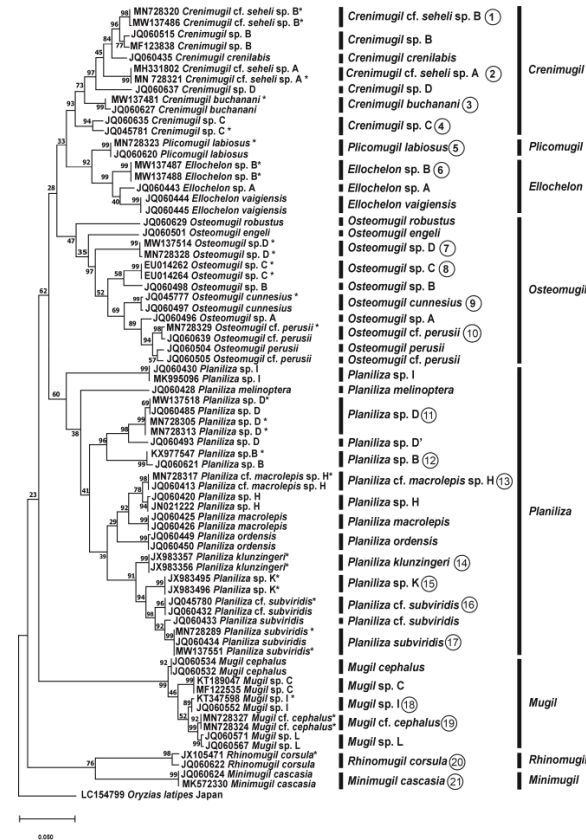 MN728320 Crenimugil cf. seheli sp. B*
MW137486 Crenimugil cf. seheli sp. B*
JQ060515 Crenimugil sp. B
MF123838 Crenimugil sp. B
JQ060435 Crenimugil crenilabis
MH331802 Crenimugil cf. seheli sp. A
MN 728321 Crenimugil cf. seheli sp. A *
JQ060637 Crenimugil sp. D
MW137481 Crenimugil buchanani *
JQ060627 Crenimugil buchanani
JQ060635 Crenimugil sp. C
JQ045781 Crenimugil sp. C *
MN728323 Plicomugil labiosus *
JQ060620 Plicomugil labiosus
MW137487 Ellochelon sp. B*
MW137488 Ellochelon sp. B*
JQ060443 Ellochelon sp. A
JQ060444 Ellochelon vaigiensis
JQ060445 Ellochelon vaigiensis
JQ060629 Osteomugil robustus
JQ060501 Osteomugil engeli
MW137514 Osteomugil sp.D *
MN728328 Osteomugil sp. D *
EU014262 Osteomugil sp. C *
EU014264 Osteomugil sp. C *
JQ060498 Osteomugil sp. B
JQ045777 Osteomugil cunnesius *
JQ060497 Osteomugil cunnesius
JQ060496 Osteomugil sp. A
MN728329 Osteomugil cf. perusii *
JQ060639 Osteomugil cf. perusii
JQ060504 Osteomugil perusii
JQ060505 Osteomugil cf. perusii
JQ060430 Planiliza sp. I
MK995096 Planiliza sp. I
JQ060428 Planiliza melinoptera
MW137518 Planiliza sp. D*
JQ060485 Planiliza sp. D
MN728305 Planiliza sp. D *
MN728313 Planiliza sp. D *
JQ060493 Planiliza sp. D
KX977547 Planiliza sp.B *
JQ060621 Planiliza sp. B
MN728317 Planiliza cf. macrolepis sp. H*
JQ060413 Planiliza cf. macrolepis sp. H
JQ060420 Planiliza sp. H
JN021222 Planiliza sp. H
JQ060425 Planiliza macrolepis
JQ060426 Planiliza macrolepis
JQ060449 Planiliza ordensis
JQ060450 Planiliza ordensis
JX983357 Planiliza klunzingeri*
JX983356 Planiliza klunzingeri*
JX983495 Planiliza sp. K*
JX983496 Planiliza sp. K*
JQ045780 Planiliza cf. subviridis*
JQ060432 Planiliza cf. subviridis
JQ060433 Planiliza subviridis
MN728289 Planiliza subviridis *
JQ060434 Planiliza subviridis
MW137551 Planiliza subviridis*
JQ060534 Mugil cephalus
JQ060532 Mugil cephalus
KT189047 Mugil sp. C
MF122535 Mugil sp. C
KT347598 Mugil sp. I *
JQ060552 Mugil sp. I
MN728327 Mugil cf. cephalus*
MN728324 Mugil cf. cephalus*
JQ060571 Mugil sp. L
JQ060567 Mugil sp. L
JX105471 Rhinomugil corsula*
JQ060622 Rhinomugil corsula
JQ060624 Minimugil cascasia
MK572330 Minimugil cascasia
LC154799 Oryzias latipes Japan
0.050
Crenimugil cf. seheli sp. B 1
Crenimugil sp. B
Crenimugil crenilabis
Crenimugil cf. seheli sp. A 2
Crenimugil sp. D
Crenimugil buchanani 3
Crenimugil sp. C 4
Plicomugil labiosus 5
Ellochelon sp. B 6
Ellochelon sp. A
Ellochelon vaigiensis
Osteomugil robustus
Osteomugil engeli
Osteomugil sp. D 7
Osteomugil sp. C 8
Osteomugil sp. B
Osteomugil cunnesius 9
Osteomugil sp. A
Osteomugil cf. perusii 10
Osteomugil perusii
Osteomugil cf. perusii
Planiliza sp. I
Planiliza melinoptera
Planiliza sp. D 11
Planiliza sp. D'
Planiliza sp. B 12
Planiliza cf. macrolepis sp. H 13
Planiliza sp. H
Planiliza macrolepis
Planiliza ordensis
Planiliza klunzingeri 14
Planiliza sp. K 15
Planiliza cf. subviridis 16
Planiliza cf. subviridis
Planiliza subviridis 17
Mugil cephalus
Mugil sp. C
Mugil sp. I 18
Mugil cf. cephalus 19
Mugil sp. L
Rhinomugil corsula 20
Minimugil cascasia 21
Crenimugil
Plicomugil
Ellochelon
Osteomugil
Planiliza
Mugil
Rhinomugil
Minimugil